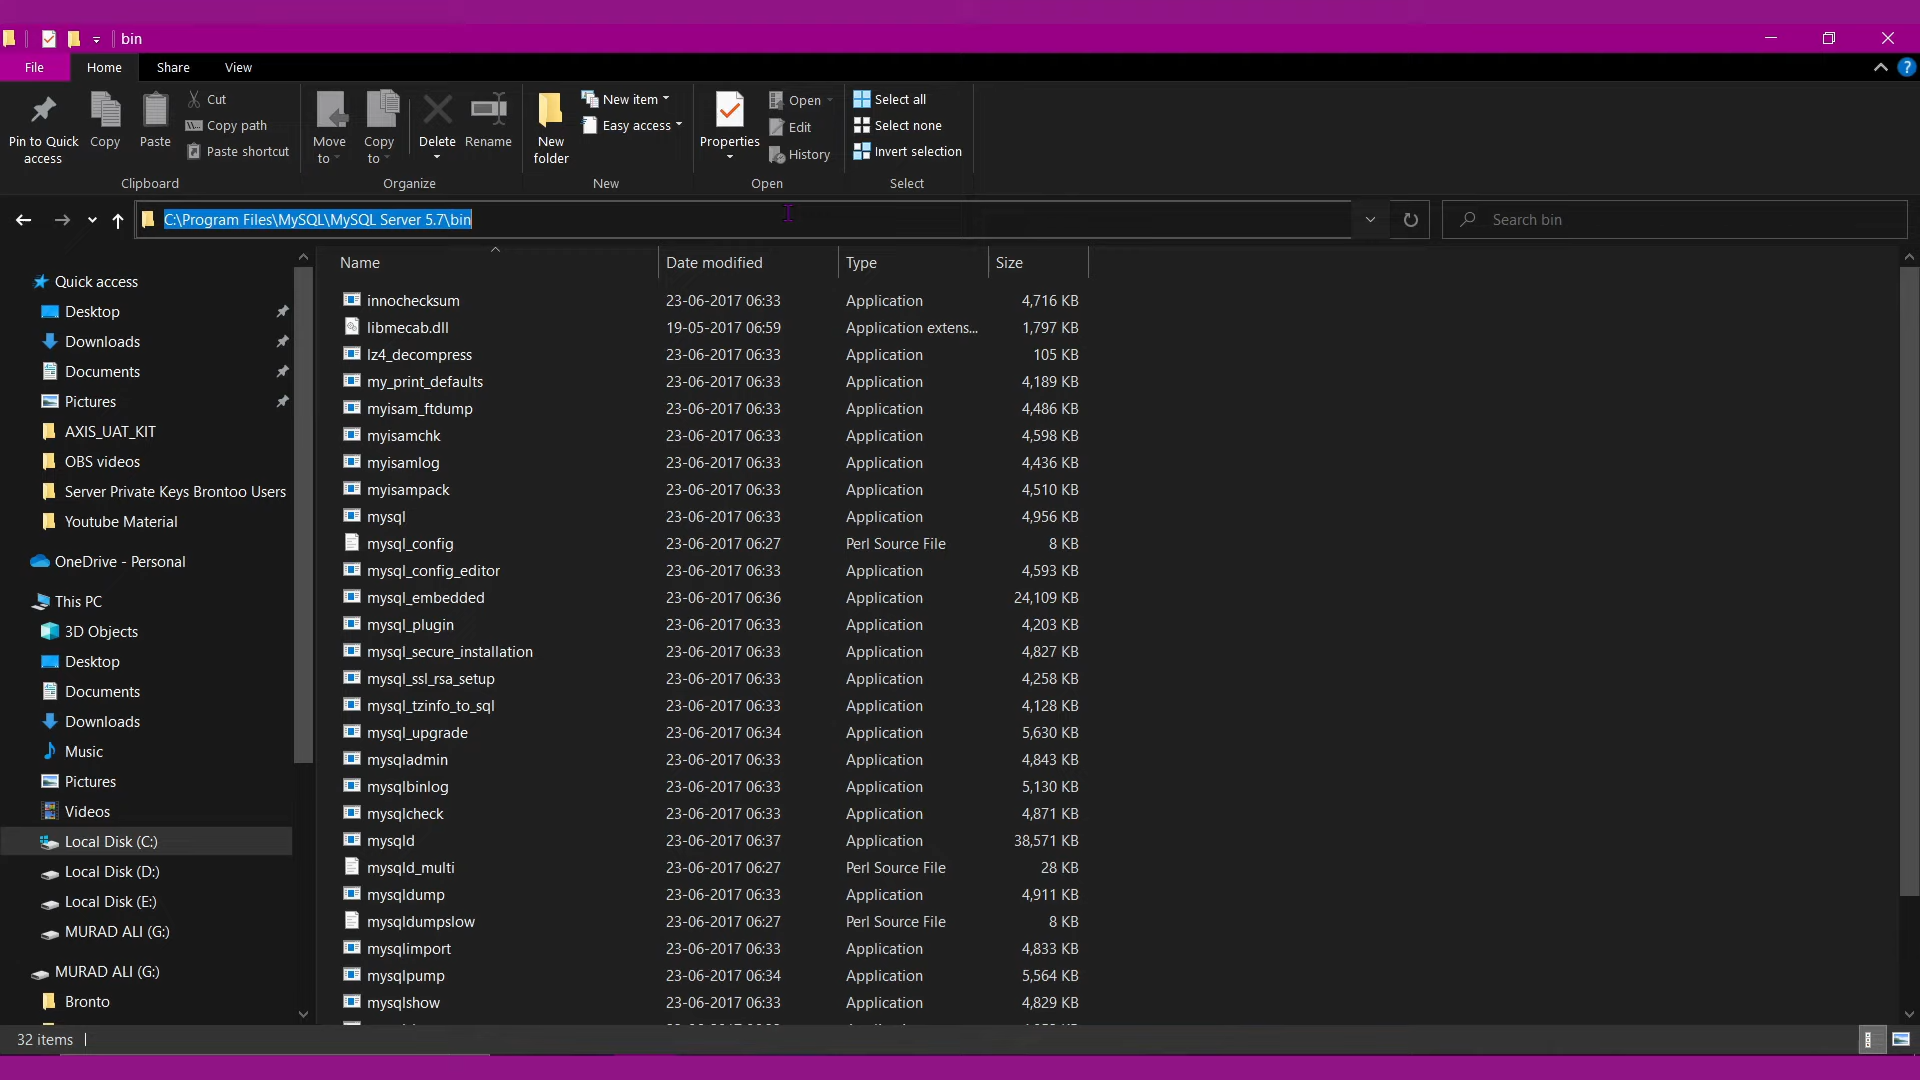 bin
File Home Share View
Pin to Quick access
Copy
Paste
Cut
Copy path
Paste shortcut
Clipboard
Move to
Copy to
Delete
Rename
Organize
New folder
New item
Easy access
New
Properties
Open
Edit
History
Open
Select all
Select none
Invert selection
Select
C:\Program Files\MySQL\MySQL Server 5.7\bin
Search bin
Quick access
Desktop
Downloads
Documents
Pictures
AXIS_UAT_KIT
OBS videos
Server Private Keys Brontoo Users
Youtube Material
OneDrive - Personal
This PC
3D Objects
Desktop
Documents
Downloads
Music
Pictures
Videos
Local Disk (C:)
Local Disk (D:)
Local Disk (E:)
MURAD ALI (G:)
MURAD ALI (G:)
Bronto
Name Date modified Type Size
innochecksum 23-06-2017 06:33 Application 4,716 KB
libmecab.dll 19-05-2017 06:59 Application extens... 1,797 KB
lz4_decompress 23-06-2017 06:33 Application 105 KB
my_print_defaults 23-06-2017 06:33 Application 4,189 KB
myisam_ftdump 23-06-2017 06:33 Application 4,486 KB
myisamchk 23-06-2017 06:33 Application 4,598 KB
myisamlog 23-06-2017 06:33 Application 4,436 KB
myisampack 23-06-2017 06:33 Application 4,510 KB
mysql 23-06-2017 06:33 Application 4,956 KB
mysql_config 23-06-2017 06:27 Perl Source File 8 KB
mysql_config_editor 23-06-2017 06:33 Application 4,593 KB
mysql_embedded 23-06-2017 06:36 Application 24,109 KB
mysql_plugin 23-06-2017 06:33 Application 4,203 KB
mysql_secure_installation 23-06-2017 06:33 Application 4,827 KB
mysql_ssl_rsa_setup 23-06-2017 06:33 Application 4,258 KB
mysql_tzinfo_to_sql 23-06-2017 06:33 Application 4,128 KB
mysql_upgrade 23-06-2017 06:34 Application 5,630 KB
mysqladmin 23-06-2017 06:33 Application 4,843 KB
mysqlbinlog 23-06-2017 06:33 Application 5,130 KB
mysqlcheck 23-06-2017 06:33 Application 4,871 KB
mysqld 23-06-2017 06:37 Application 38,571 KB
mysqld_multi 23-06-2017 06:27 Perl Source File 28 KB
mysqldump 23-06-2017 06:33 Application 4,911 KB
mysqldumpslow 23-06-2017 06:27 Perl Source File 8 KB
mysqlimport 23-06-2017 06:33 Application 4,833 KB
mysqlpump 23-06-2017 06:34 Application 5,564 KB
mysqlshow 23-06-2017 06:33 Application 4,829 KB
32 items